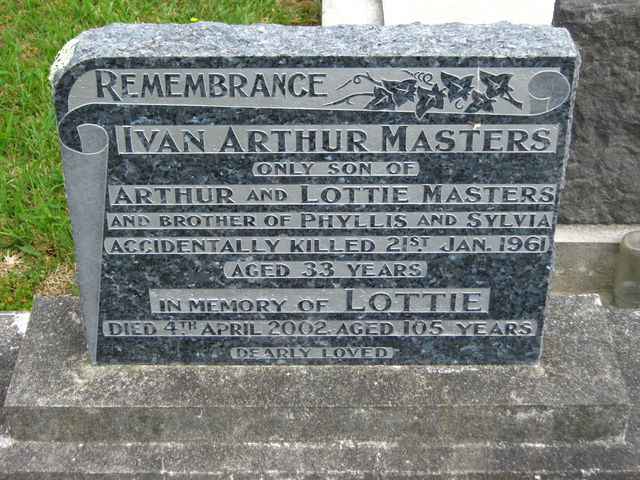 REMEMBRANCE
IVAN ARTHUR MASTERS
ONLY SON OF
ARTHUR AND LOTTIE MASTERS
AND BROTHER OF PHYLLIS AND SYLVIA
ACCIDENTALLY KILLED 21ST JAN. 1961
AGED 33 YEARS
IN MEMORY OF LOTTIE
DIED 4TH APRIL 2002. AGED 105 YEARS
DEARLY LOVED